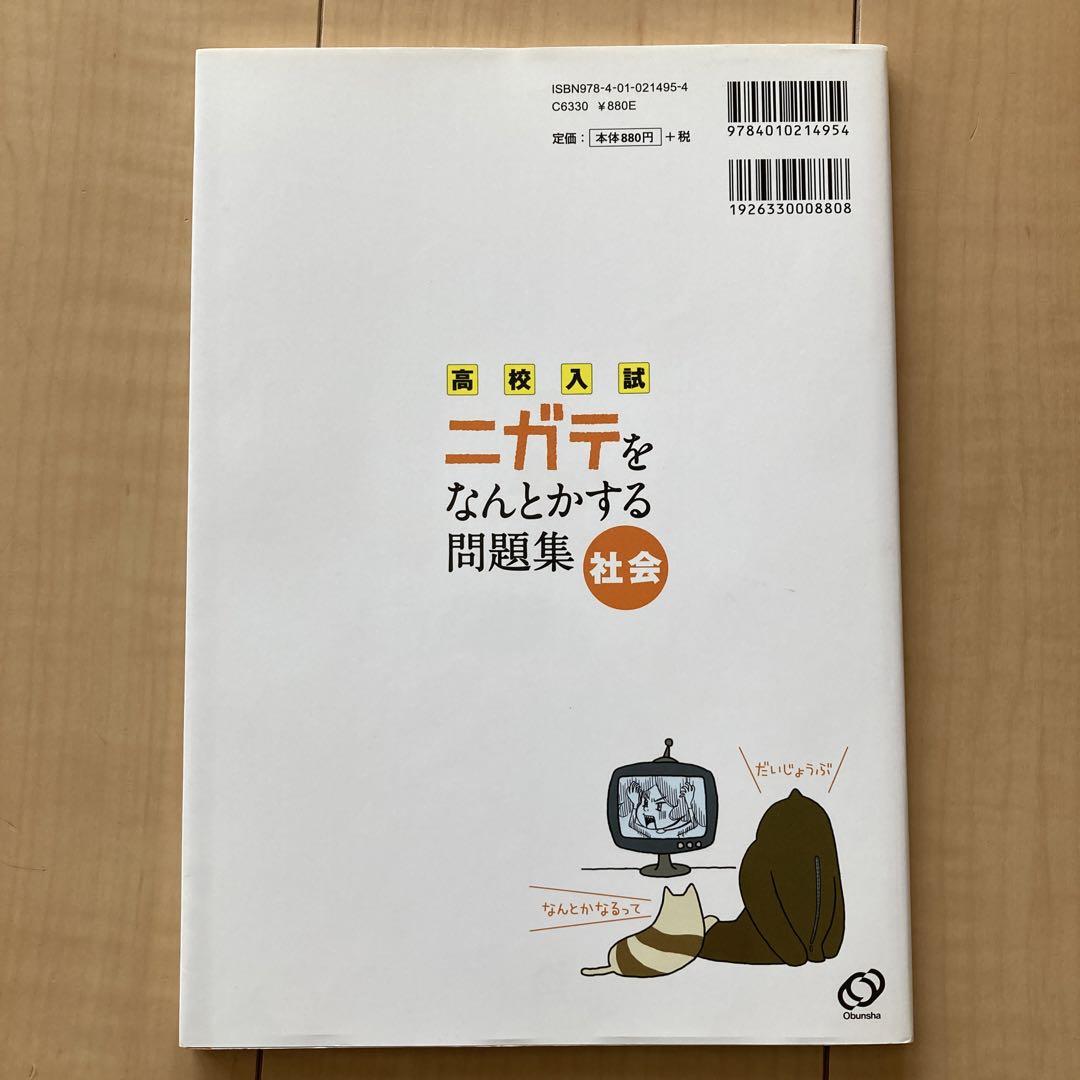 ISBN978-4-01-021495-4
C6330 ¥880E
定価：本体880円＋税
9784010214954
1926330008808
高校入試
ニガテを
なんとかする
問題集 社会
だいじょうぶ
なんとかなるって
Obunsha